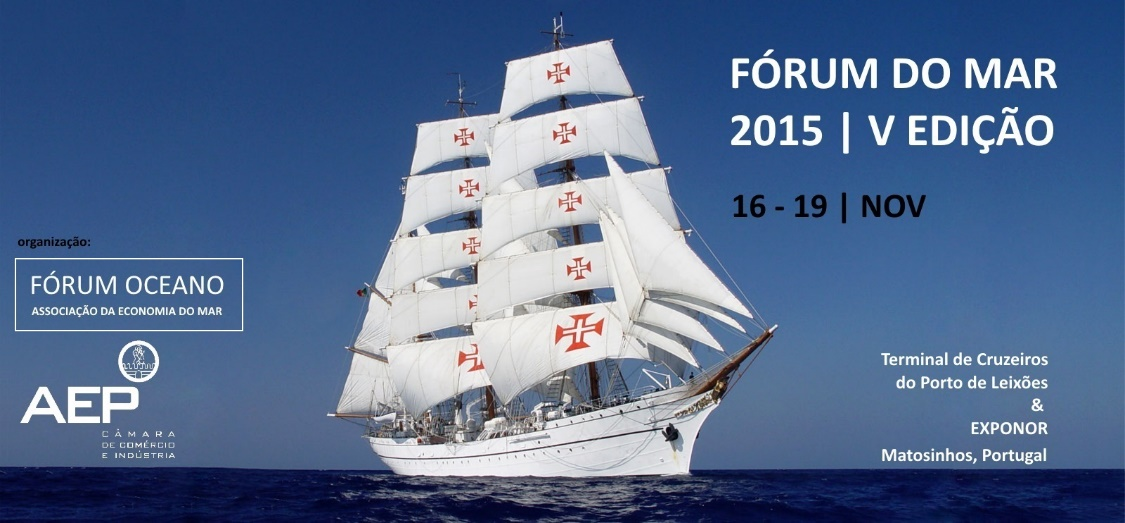 FÓRUM DO MAR
2015 | V EDIÇÃO
16 - 19 | NOV
organização:
FÓRUM OCEANO
ASSOCIAÇÃO DA ECONOMIA DO MAR
AEP
CÂMARA
DE COMÉRCIO
E INDÚSTRIA
Terminal de Cruzeiros
do Porto de Leixões
&
EXPONOR
Matosinhos, Portugal